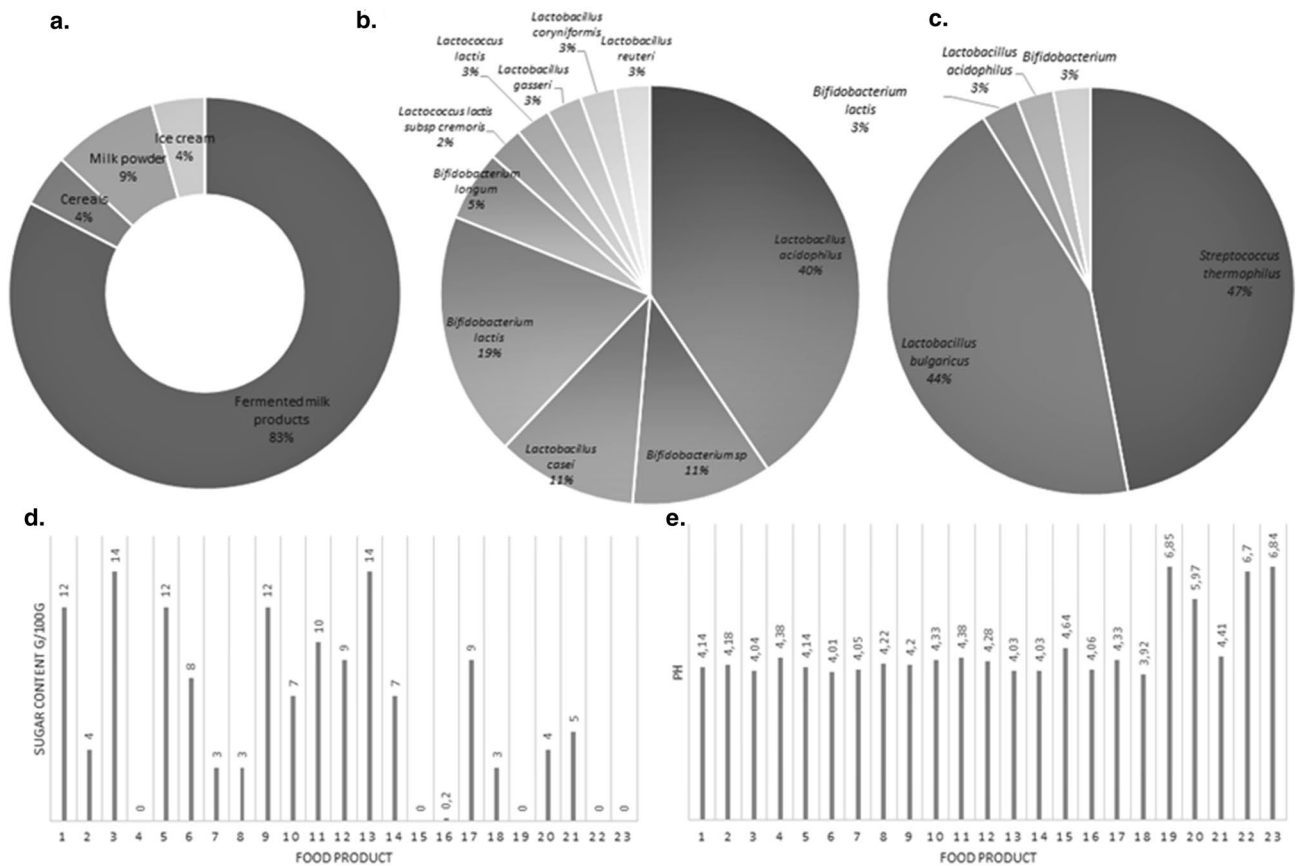 a.
Ice cream
4%
Milk powder
9%
Cereals
4%
Fermented milk
products
83%
b.
Lactobacillus
coryniformis
3%
Lactobacillus
reuteri
3%
Lactococcus
lactis
3%
Lactobacillus
gasseri
3%
Lactococcus lactis
subsp cremoris
2%
Bifidobacterium
longum
5%
Lactobacillus
acidophilus
40%
Bifidobacterium
lactis
19%
Lactobacillus
casei
11%
Bifidobacterium sp
11%
c.
Lactobacillus
acidophilus
3%
Bifidobacterium
3%
Bifidobacterium
lactis
3%
Streptococcus
thermophilus
47%
Lactobacillus
bulgaricus
44%
d.
SUGAR CONTENT G/100G
12 4 14 0 12 8 3 3 12 7 10 9 14 7 0 0,2 9 3 0 4 5 0 0
1 2 3 4 5 6 7 8 9 10 11 12 13 14 15 16 17 18 19 20 21 22 23
FOOD PRODUCT
e.
PH
4,14 4,18 4,04 4,38 4,14 4,01 4,05 4,22 4,2 4,33 4,38 4,28 4,03 4,03 4,64 4,06 4,33 3,92 6,85 5,97 4,41 6,7 6,84
1 2 3 4 5 6 7 8 9 10 11 12 13 14 15 16 17 18 19 20 21 22 23
FOOD PRODUCT